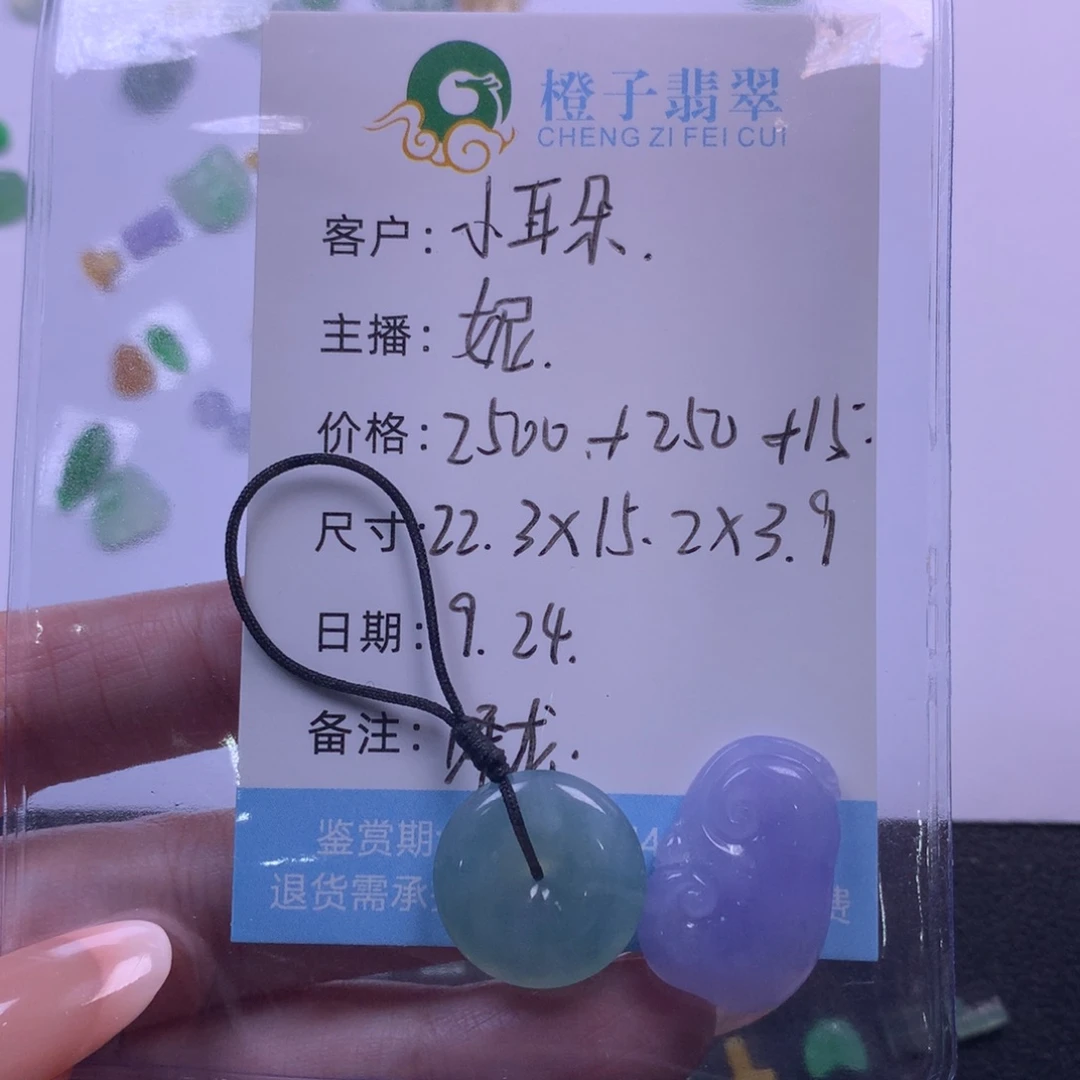 橙子翡翠
CHENG ZI FEI CUI
客户：小耳朵.
主播：妮.
价格：2500 + 250 +15
尺寸：22.3X15.2X3.9
日期：9.24.
备注：
鉴赏期
退货需承 费